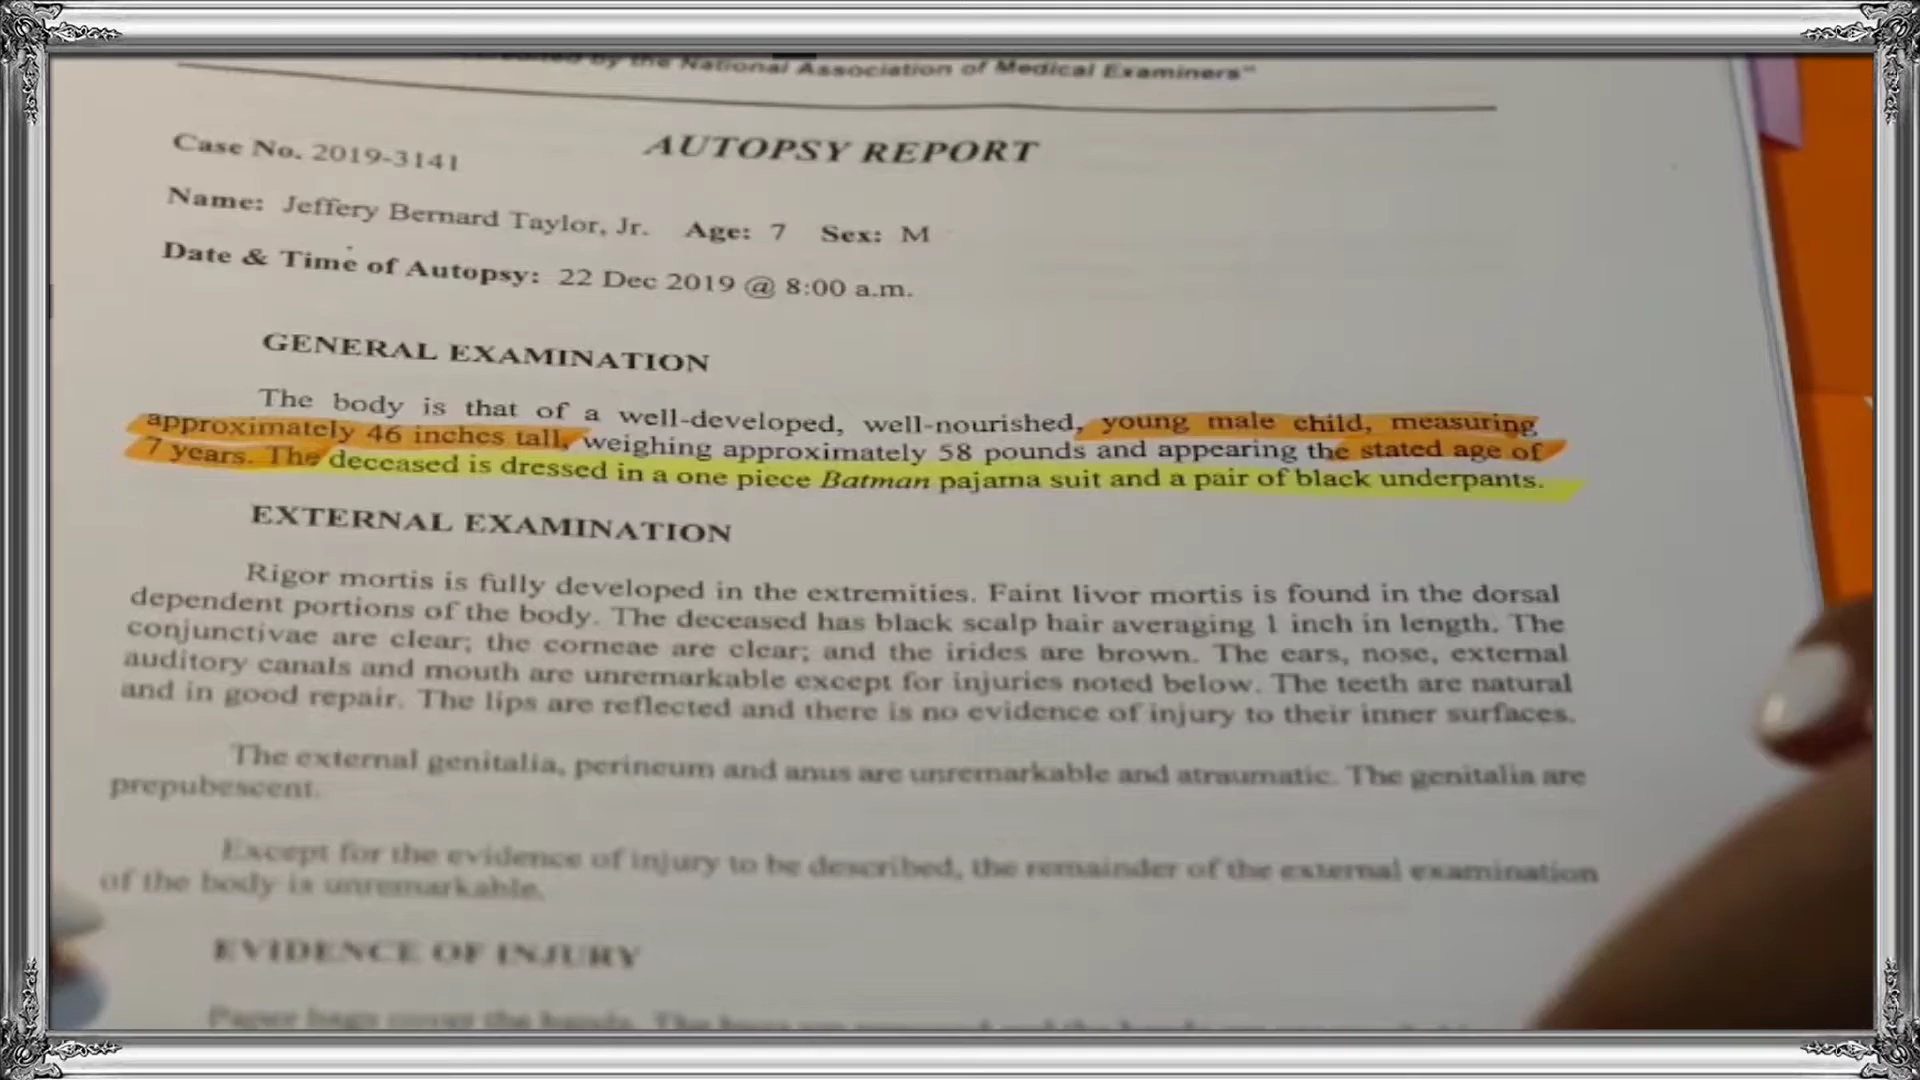 by the National Association of Medical Examiners"
AUTOPSY REPORT
Case No. 2019-3141
Name: Jeffery Bernard Taylor, Jr. Age: 7 Sex: M
Date & Time of Autopsy: 22 Dec 2019 @ 8:00 a.m.
GENERAL EXAMINATION
The body is that of a well-developed, well-nourished, young male child, measuring
approximately 46 inches tall, weighing approximately 58 pounds and appearing the stated age of
7 years. The deceased is dressed in a one piece Batman pajama suit and a pair of black underpants.
EXTERNAL EXAMINATION
Rigor mortis is fully developed in the extremities. Faint livor mortis is found in the dorsal
dependent portions of the body. The deceased has black scalp hair averaging 1 inch in length. The
conjunctivae are clear; the corneae are clear; and the irides are brown. The ears, nose, external
auditory canals and mouth are unremarkable except for injuries noted below. The teeth are natural
and in good repair. The lips are reflected and there is no evidence of injury to their inner surfaces.
The external genitalia, perineum and anus are unremarkable and atraumatic. The genitalia are
prepubescent.
Except for the evidence of injury to be described, the remainder of the external examination
of the body is unremarkable.
EVIDENCE OF INJURY
Paper bags cover the hands. The